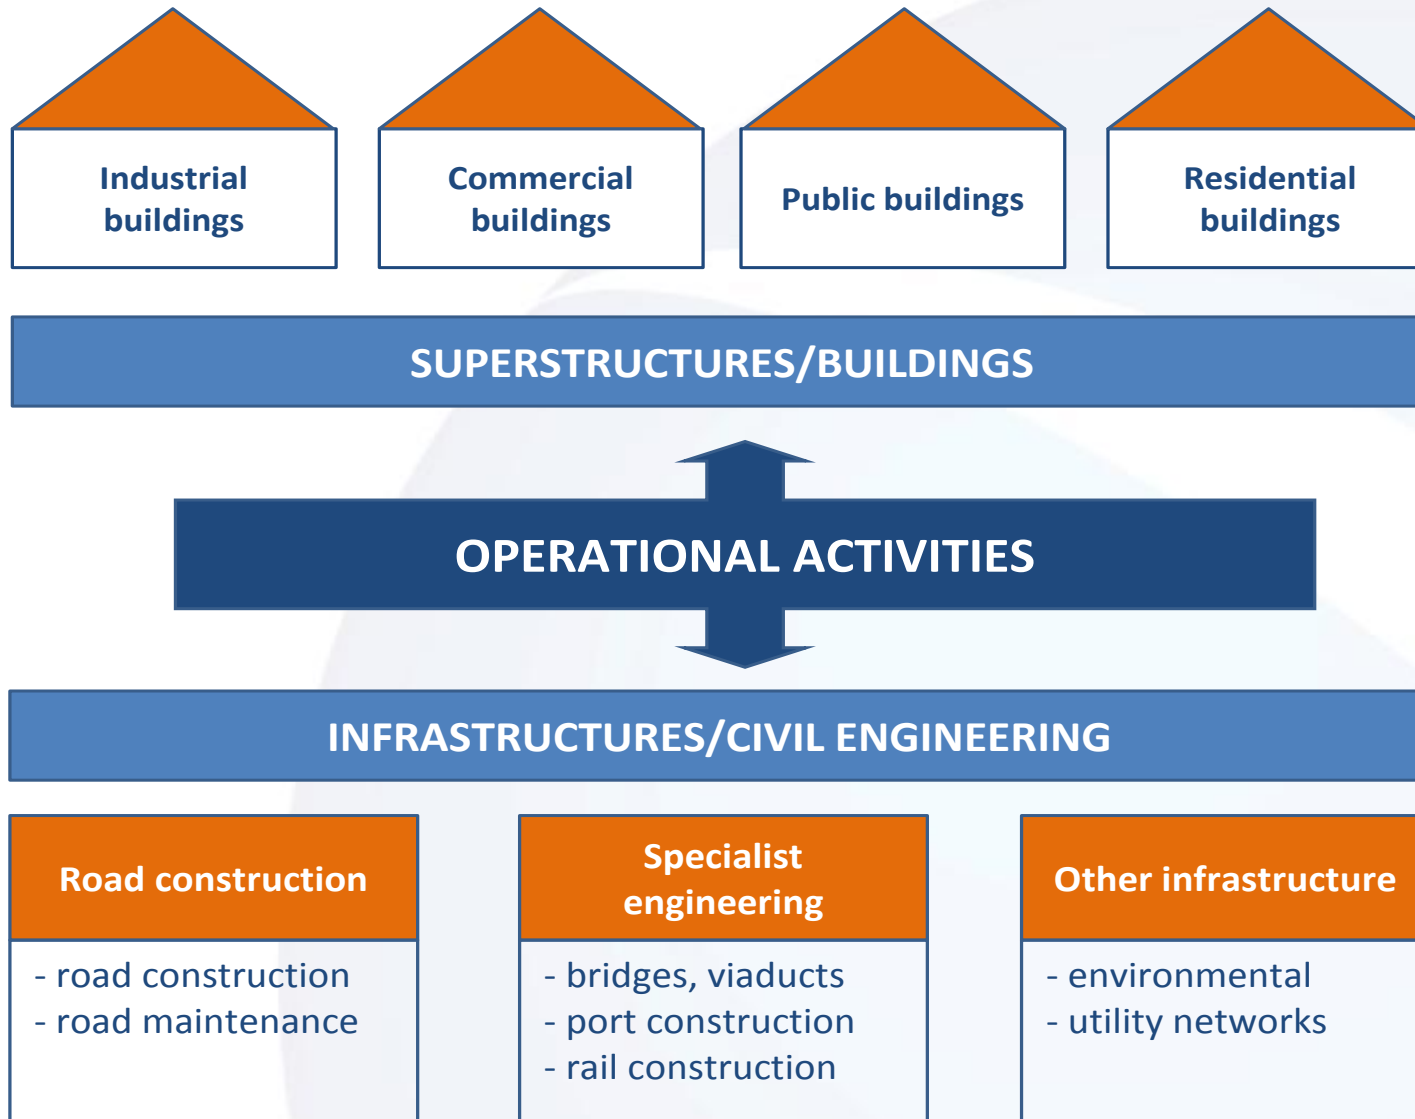 Industrial
buildings
Commercial
buildings
Public buildings
Residential
buildings
SUPERSTRUCTURES/BUILDINGS
OPERATIONAL ACTIVITIES
INFRASTRUCTURES/CIVIL ENGINEERING
Road construction
- road construction
- road maintenance
Specialist
engineering
- bridges, viaducts
- port construction
- rail construction
Other infrastructure
- environmental
- utility networks